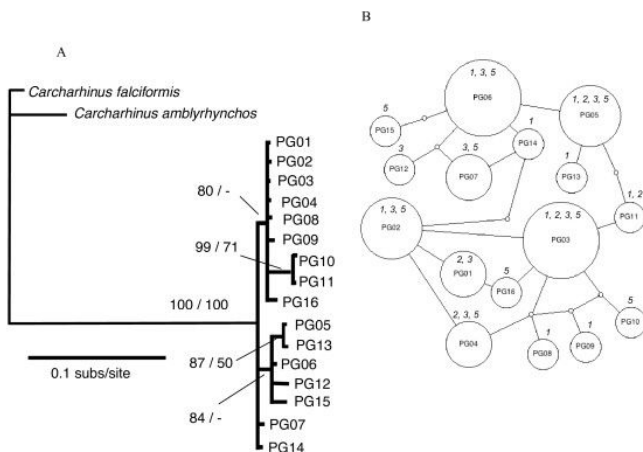 A
Carcharhinus falciformis
Carcharhinus amblyrhynchos
PG01
PG02
80 / -
PG03
PG04
PG08
99 / 71
PG09
PG10
PG11
100 / 100
PG16
PG05
PG13
87 / 50
PG06
0.1 subs/site
PG12
84 / -
PG15
PG07
PG14
B
1, 3, 5
PG06
1, 2, 3, 5
PG05
5
PG15
1
PG14
3
PG12
3, 5
PG07
1
PG13
1, 2
PG11
1, 3, 5
PG02
1, 2, 3, 5
PG03
2, 3
PG01
5
PG16
2, 3, 5
PG04
1
PG08
1
PG09
5
PG10